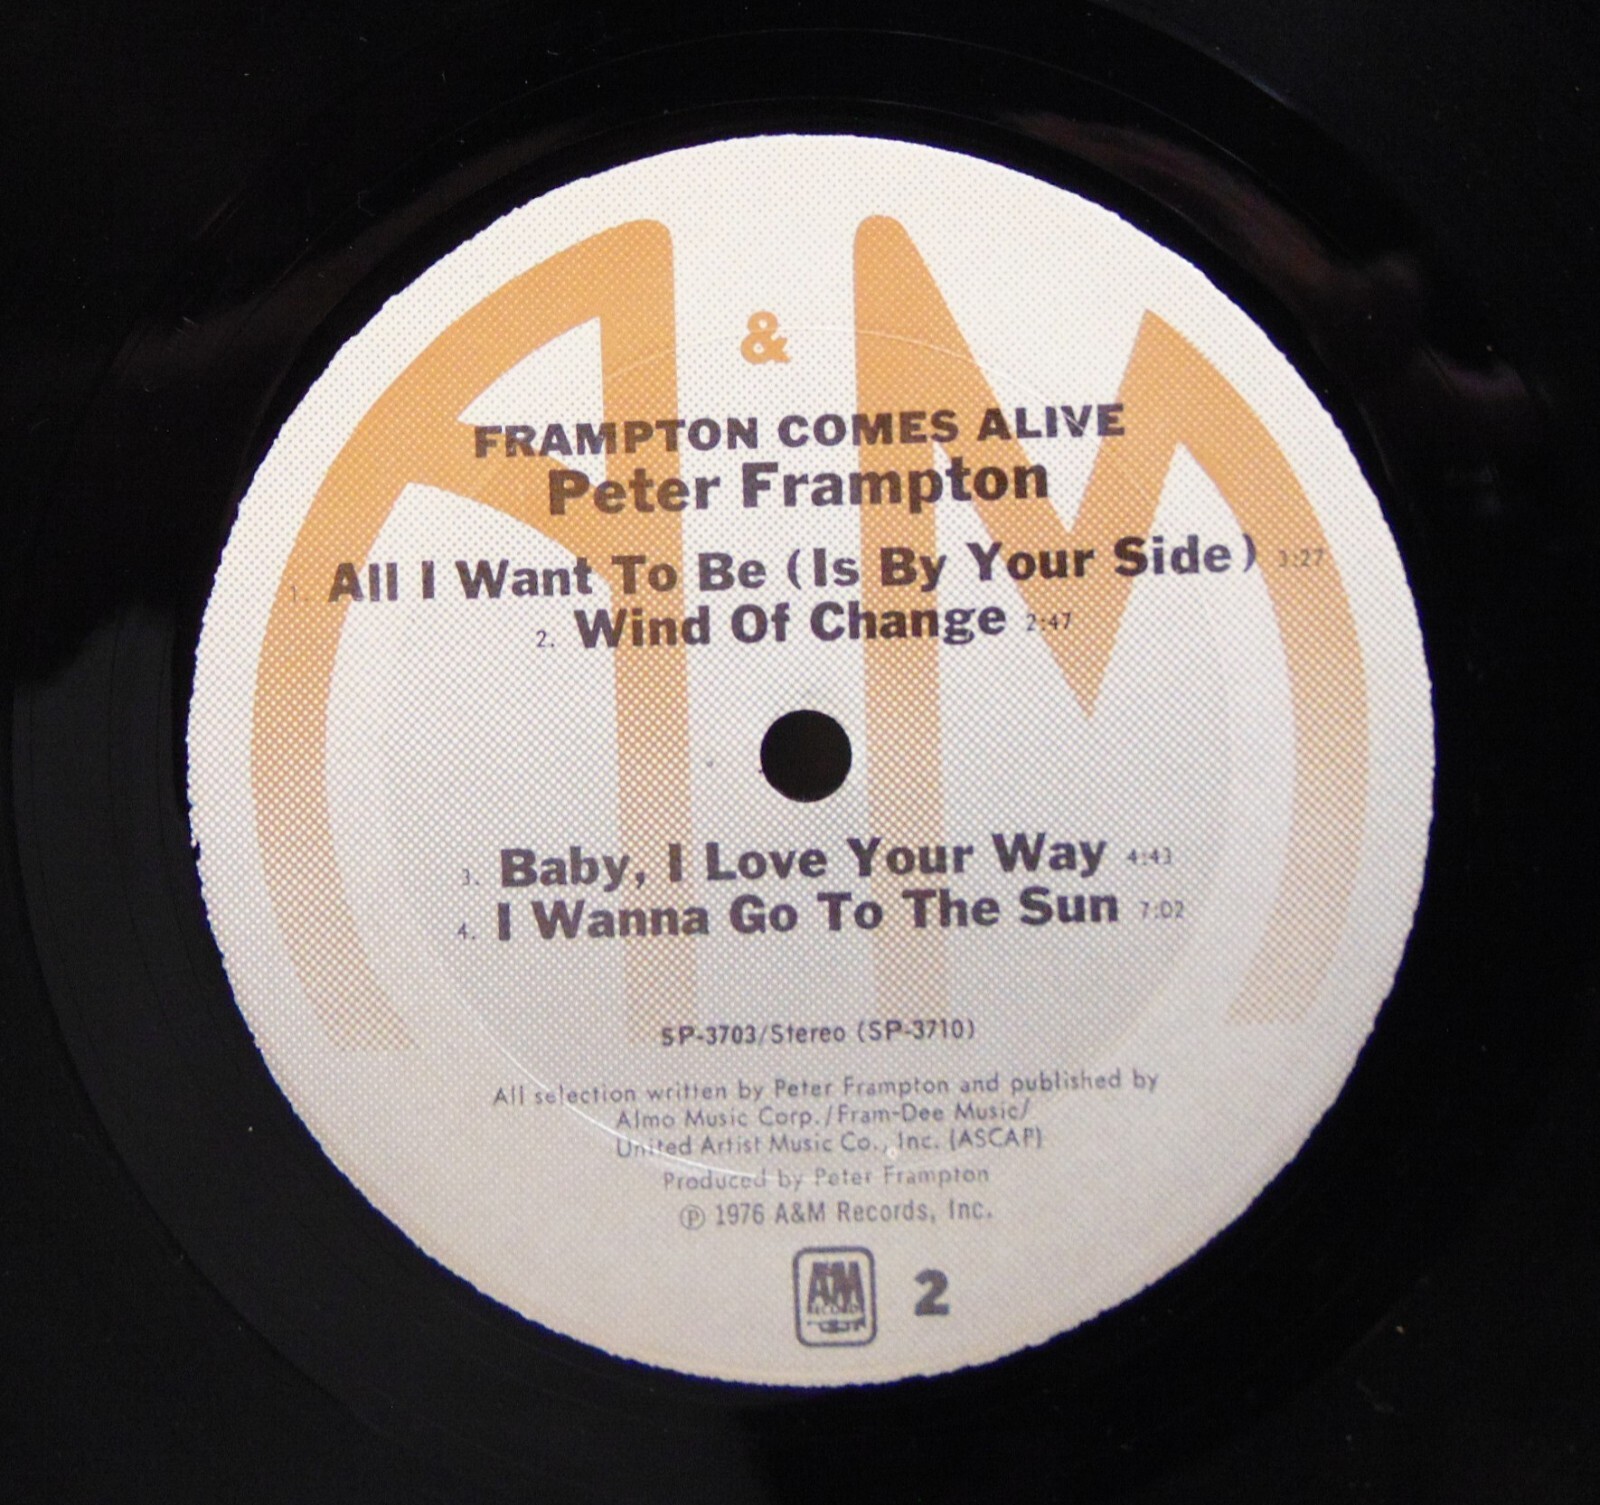 A & M
FRAMPTON COMES ALIVE
Peter Frampton
1. All I Want To Be (Is By Your Side) 3:27
2. Wind Of Change 2:47
3. Baby, I Love Your Way 4:43
4. I Wanna Go To The Sun 7:02
SP-3703/Stereo (SP-3710)
All selection written by Peter Frampton and published by
Almo Music Corp./Fram-Dee Music/
United Artist Music Co., Inc. (ASCAP)
Produced by Peter Frampton
℗ 1976 A&M Records, Inc.
A&M
RECORDS
2